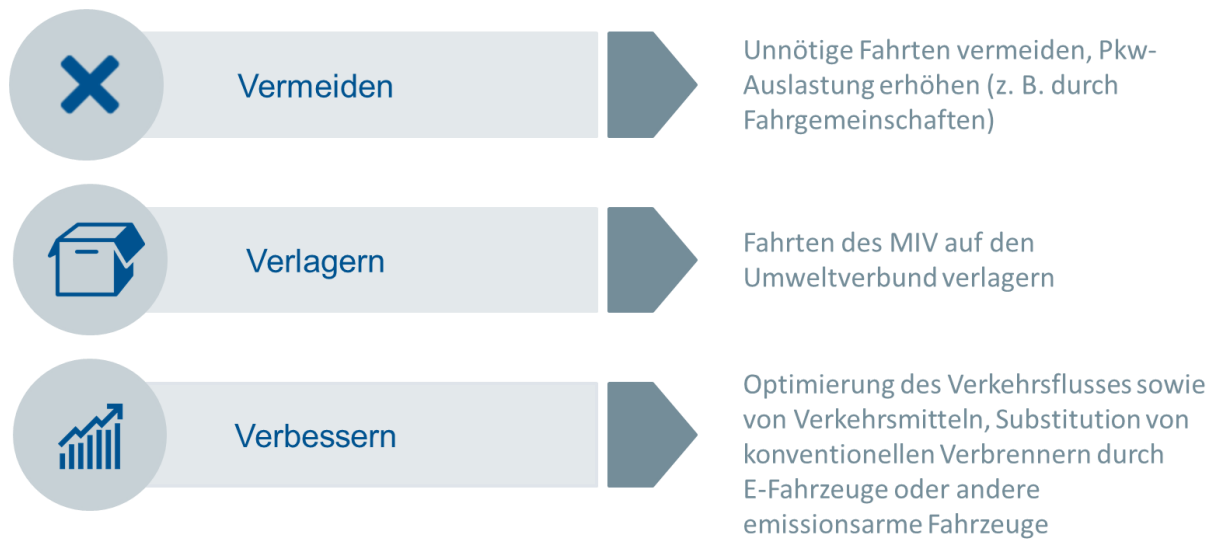 Vermeiden
Unnötige Fahrten vermeiden, Pkw-
Auslastung erhöhen (z. B. durch
Fahrgemeinschaften)
Verlagern
Fahrten des MIV auf den
Umweltverbund verlagern
Verbessern
Optimierung des Verkehrsflusses sowie
von Verkehrsmitteln, Substitution von
konventionellen Verbrennern durch
E-Fahrzeuge oder andere
emissionsarme Fahrzeuge